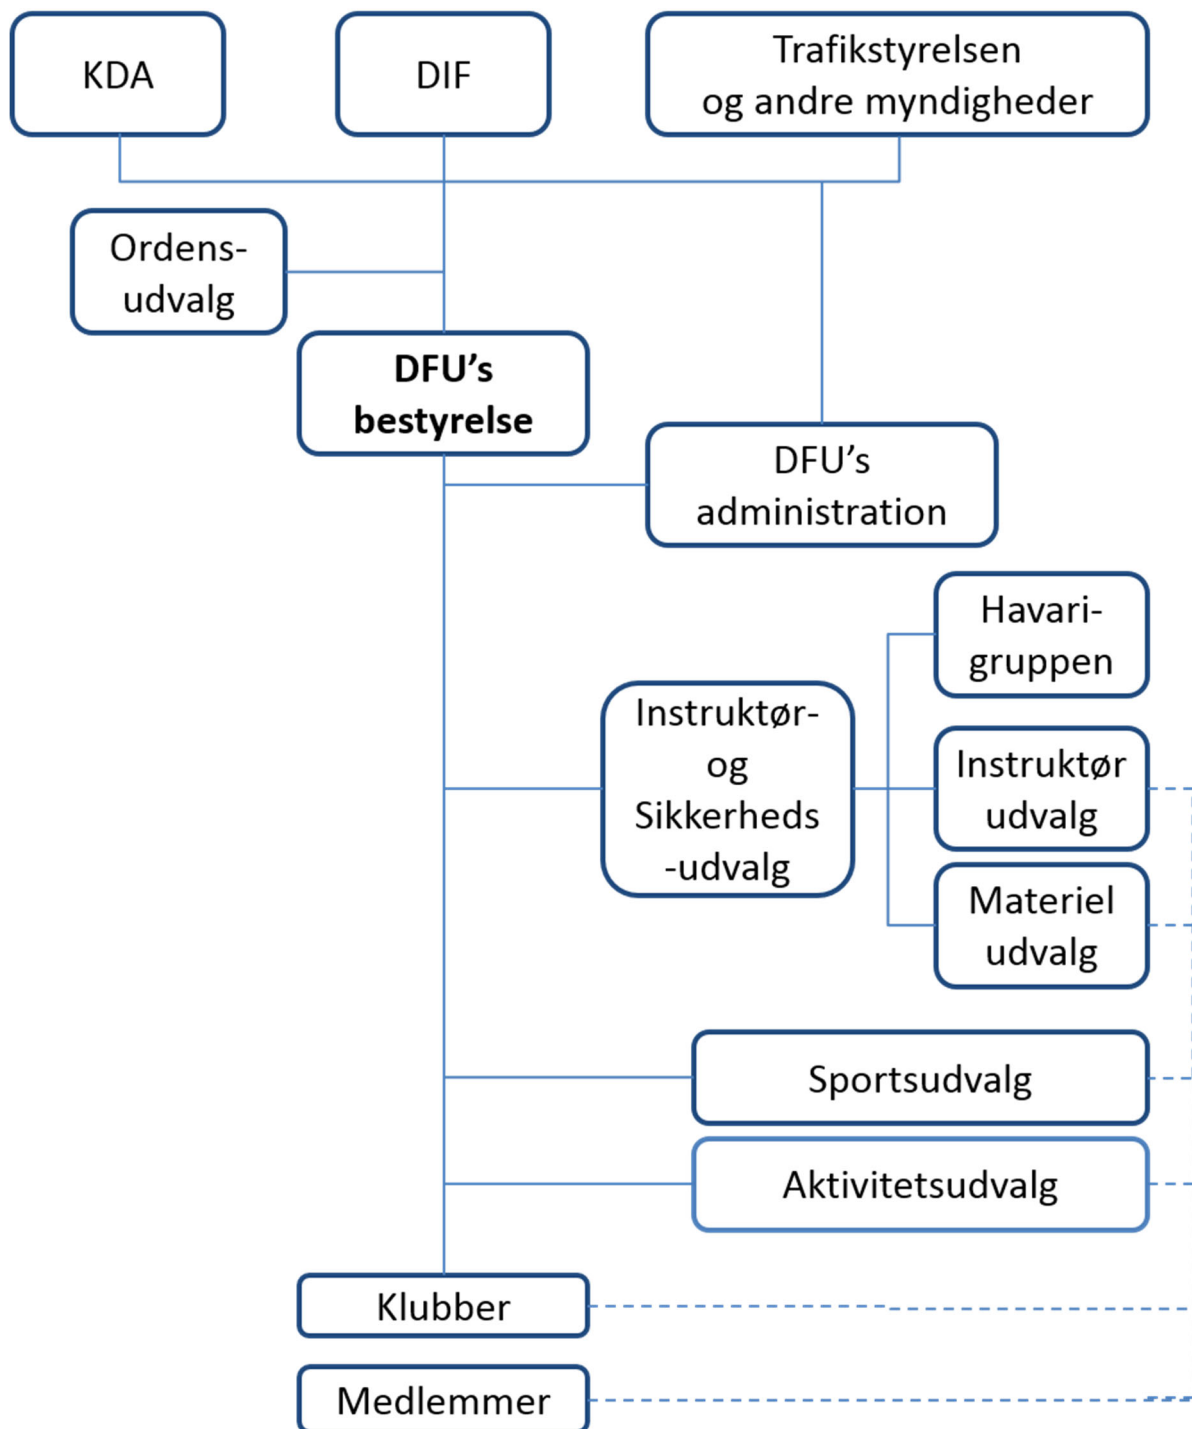 KDA
DIF
Trafikstyrelsen
og andre myndigheder
Ordens-
udvalg
DFU’s
bestyrelse
DFU’s
administration
Havari-
gruppen
Instruktør-
og
Sikkerheds
-udvalg
Instruktør
udvalg
Materiel
udvalg
Sportsudvalg
Aktivitetsudvalg
Klubber
Medlemmer